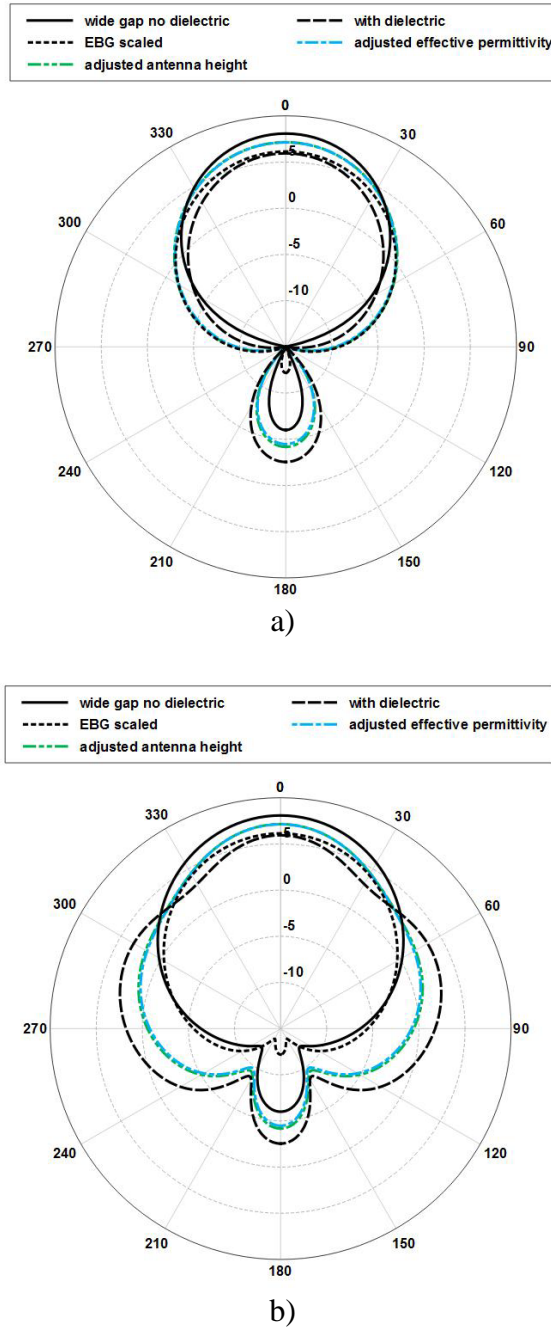 wide gap no dielectric with dielectric
EBG scaled adjusted effective permittivity
adjusted antenna height
0
330 30
5
300 0 60
-5
-10
270 90
240 120
210 150
180
a)
wide gap no dielectric with dielectric
EBG scaled adjusted effective permittivity
adjusted antenna height
0
330 30
5
300 0 60
-5
-10
270 90
240 120
210 150
180
b)